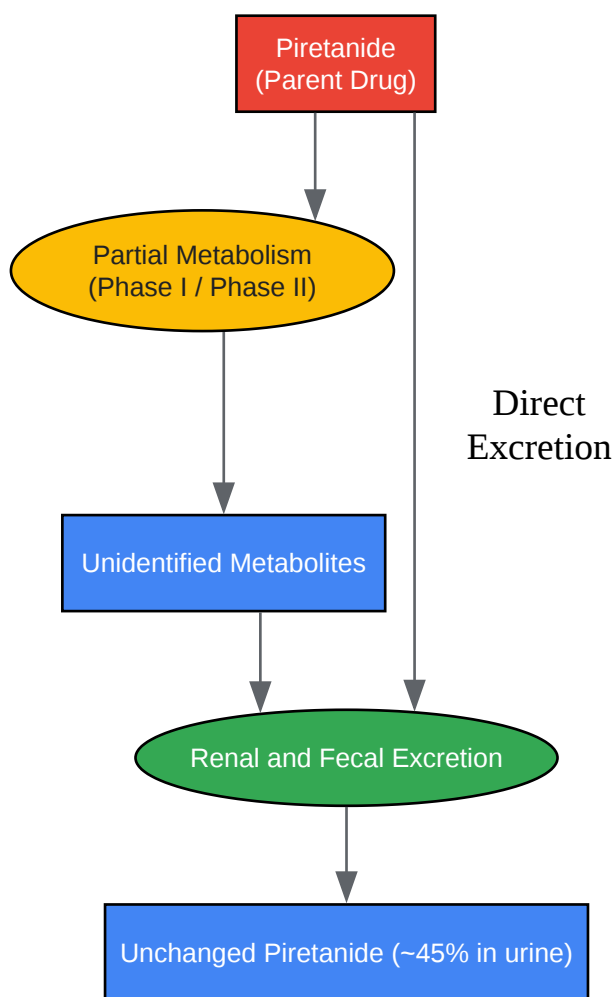 Piretanide
(Parent Drug)
Partial Metabolism
(Phase I / Phase II)
Direct
Excretion
Unidentified Metabolites
Renal and Fecal Excretion
Unchanged Piretanide (~45% in urine)